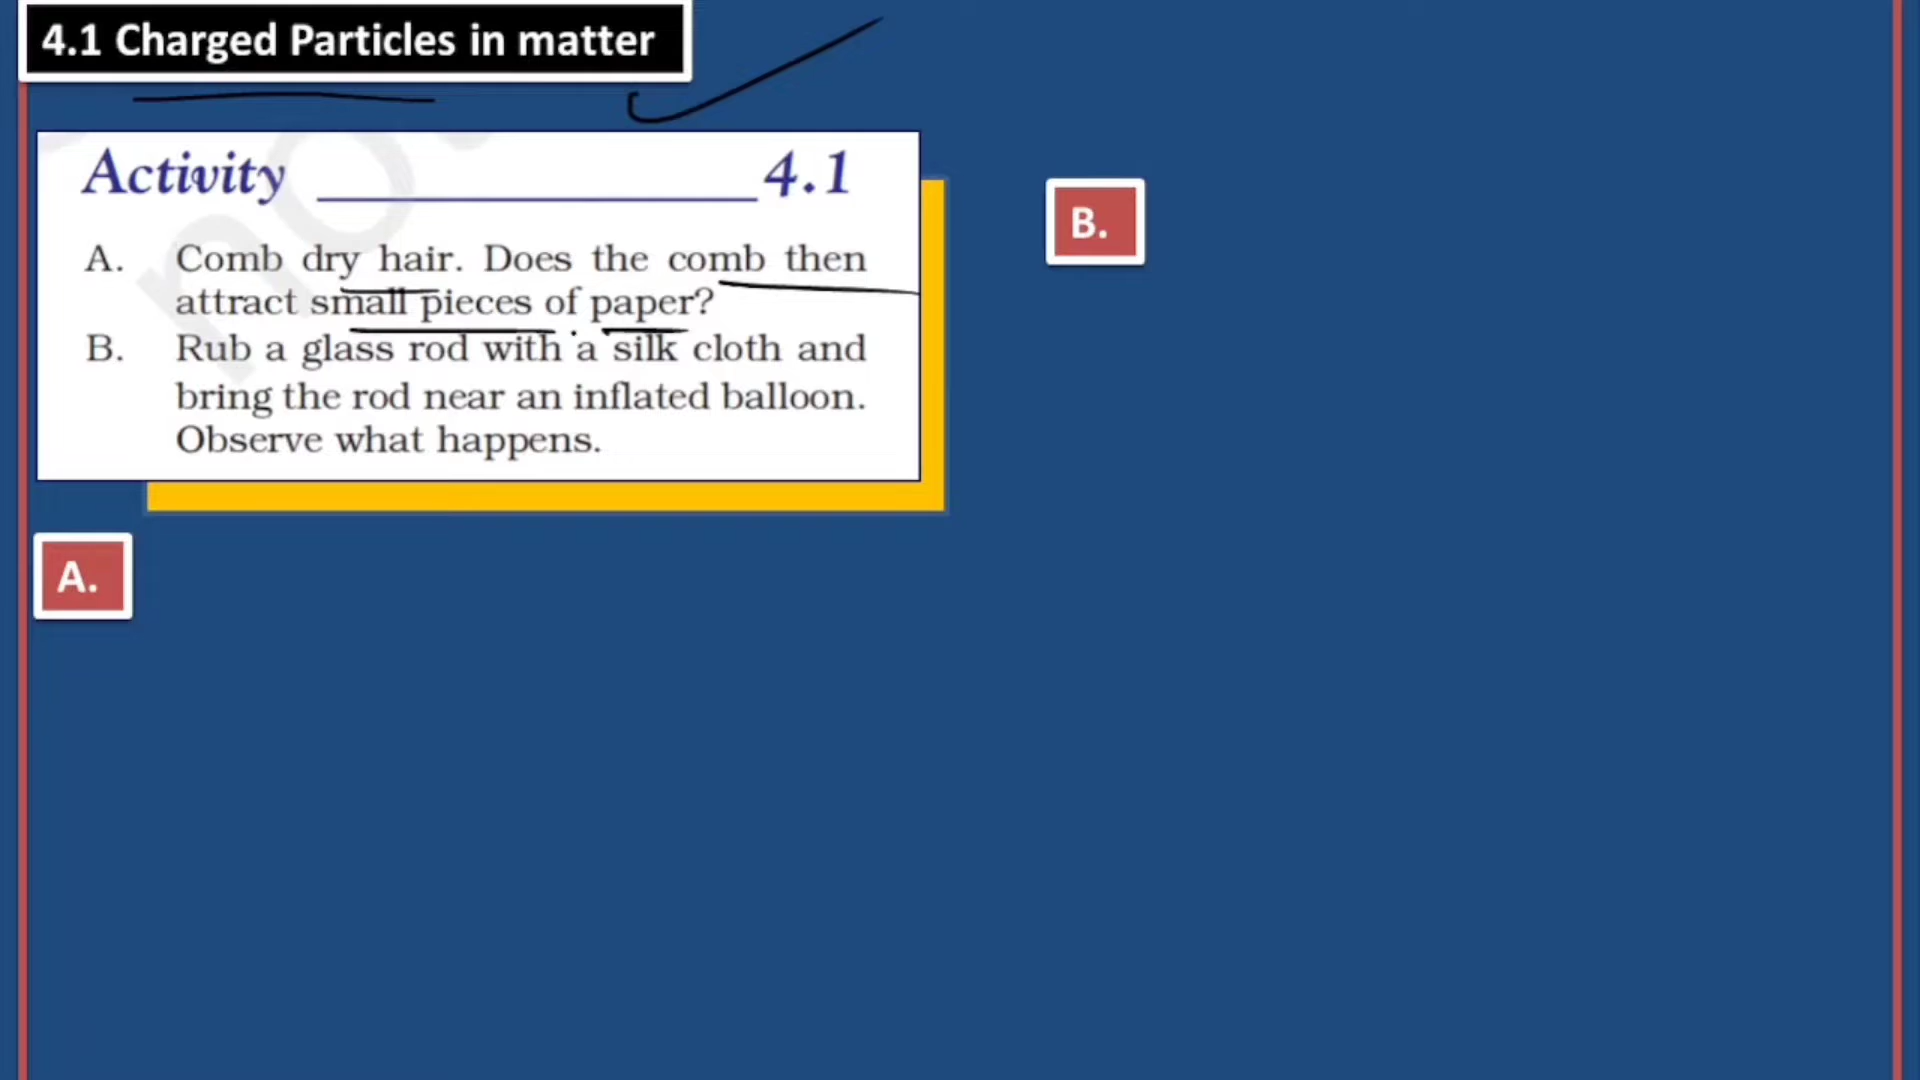 4.1 Charged Particles in matter
Activity 4.1
A. Comb dry hair. Does the comb then
attract small pieces of paper?
B. Rub a glass rod with a silk cloth and
bring the rod near an inflated balloon.
Observe what happens.
B.
A.